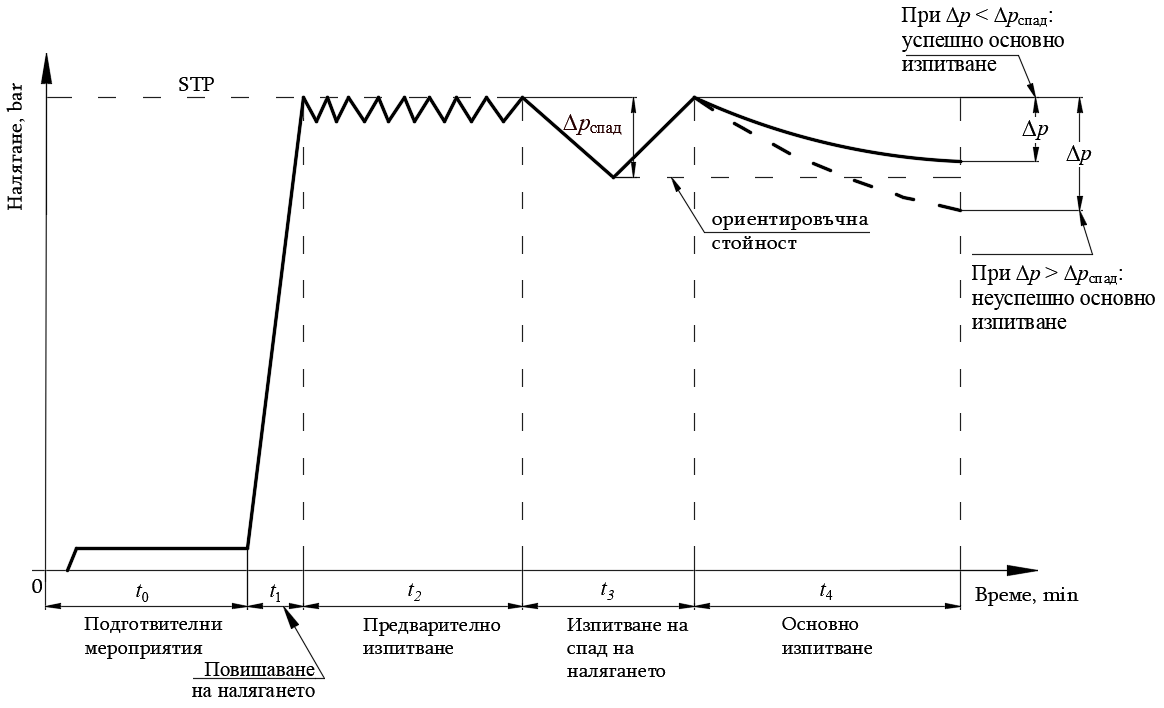 При Δp < Δpспад:
успешно основно
изпитване
STP
Налягане, bar
Δpспад
Δp
Δp
ориентировъчна
стойност
При Δp > Δpспад:
неуспешно основно
изпитване
0
t0
t1
t2
t3
t4
Време, min
Подготвителни
мероприятия
Повишаване
на налягането
Предварително
изпитване
Изпитване на
спад на
налягането
Основно
изпитване